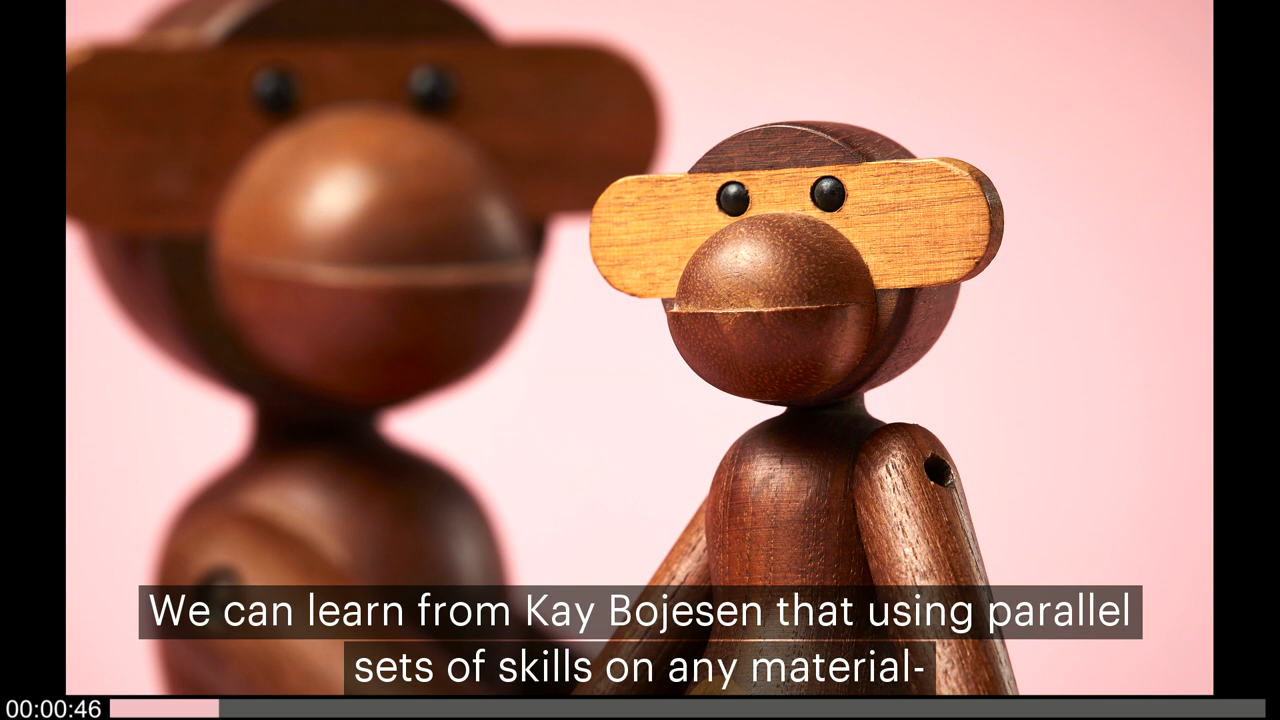 We can learn from Kay Bojesen that using parallel
sets of skills on any material-
00:00:46